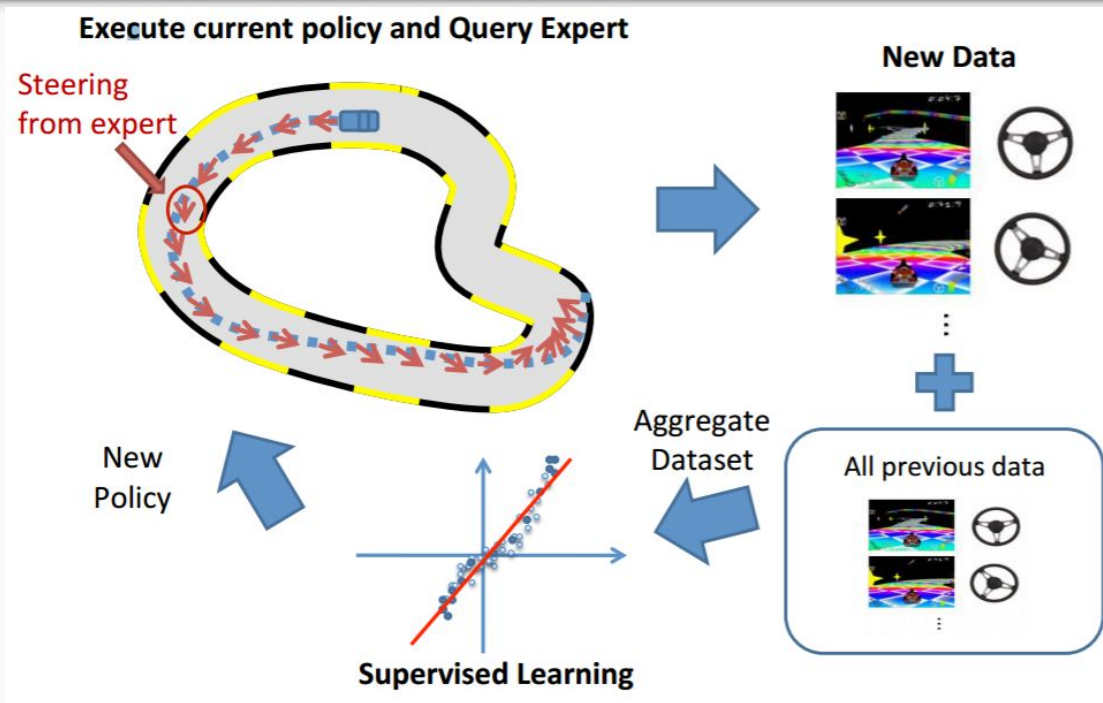 Execute current policy and Query Expert
Steering
from expert
New Data
New
Policy
Aggregate
Dataset
All previous data
Supervised Learning